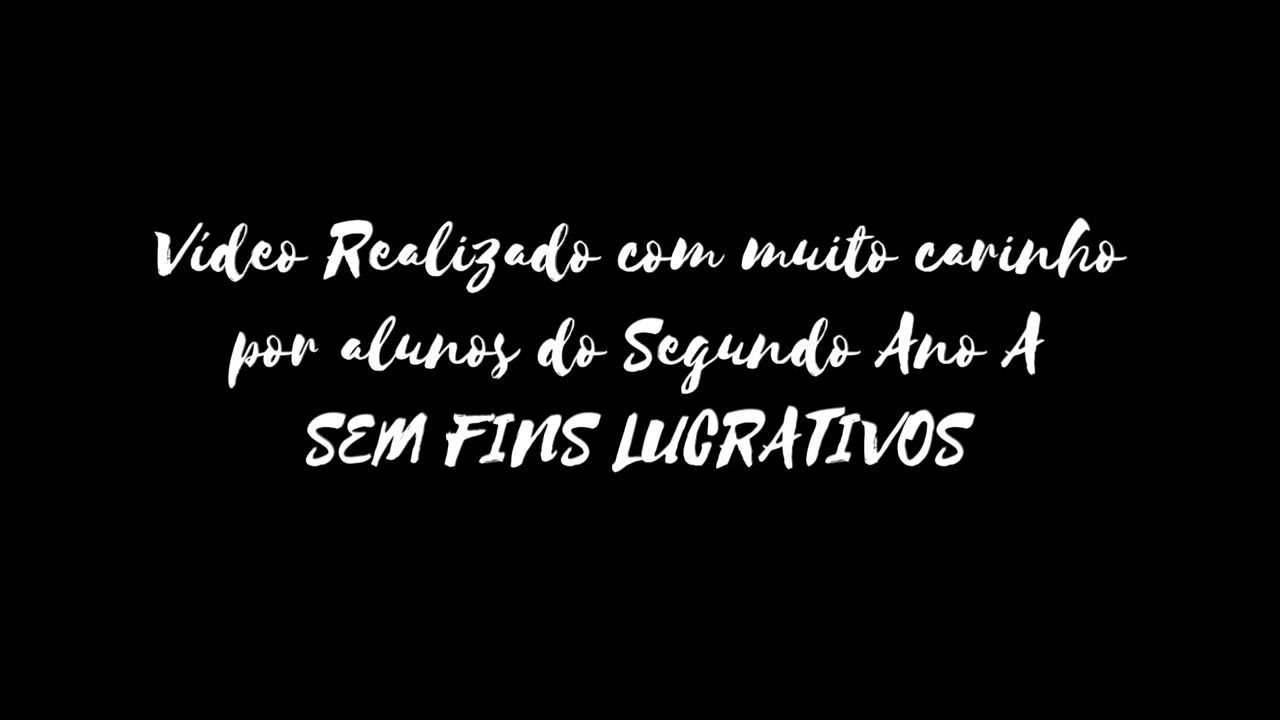 Vídeo Realizado com muito carinho
por alunos do Segundo Ano A
SEM FINS LUCRATIVOS